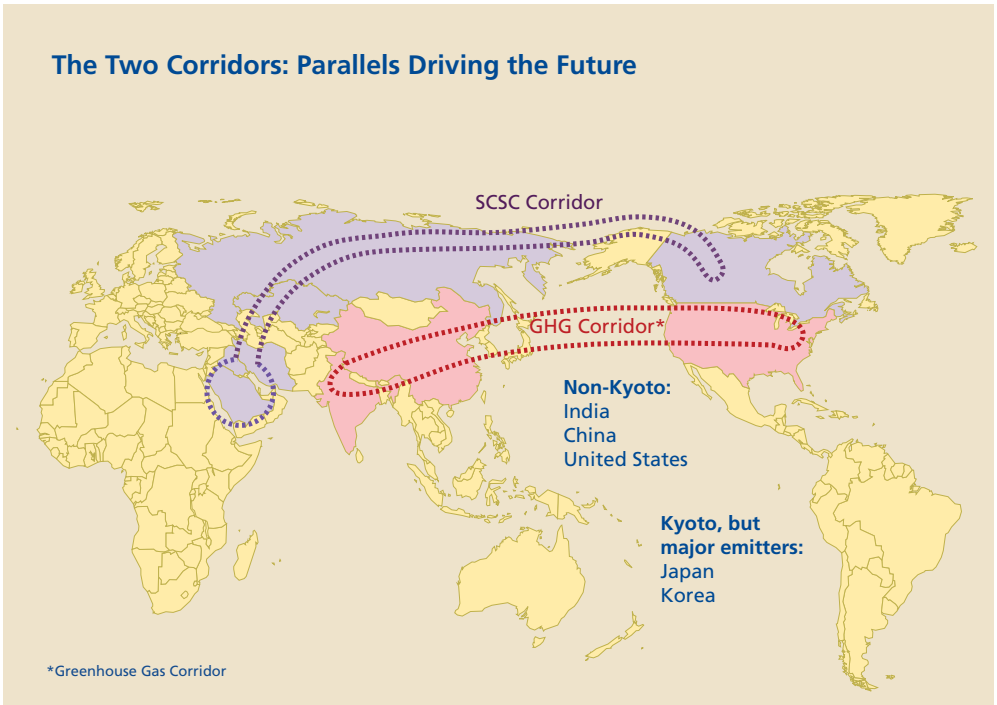 The Two Corridors: Parallels Driving the Future
SCSC Corridor
GHG Corridor*
Non-Kyoto:
India
China
United States
Kyoto, but
major emitters:
Japan
Korea
*Greenhouse Gas Corridor